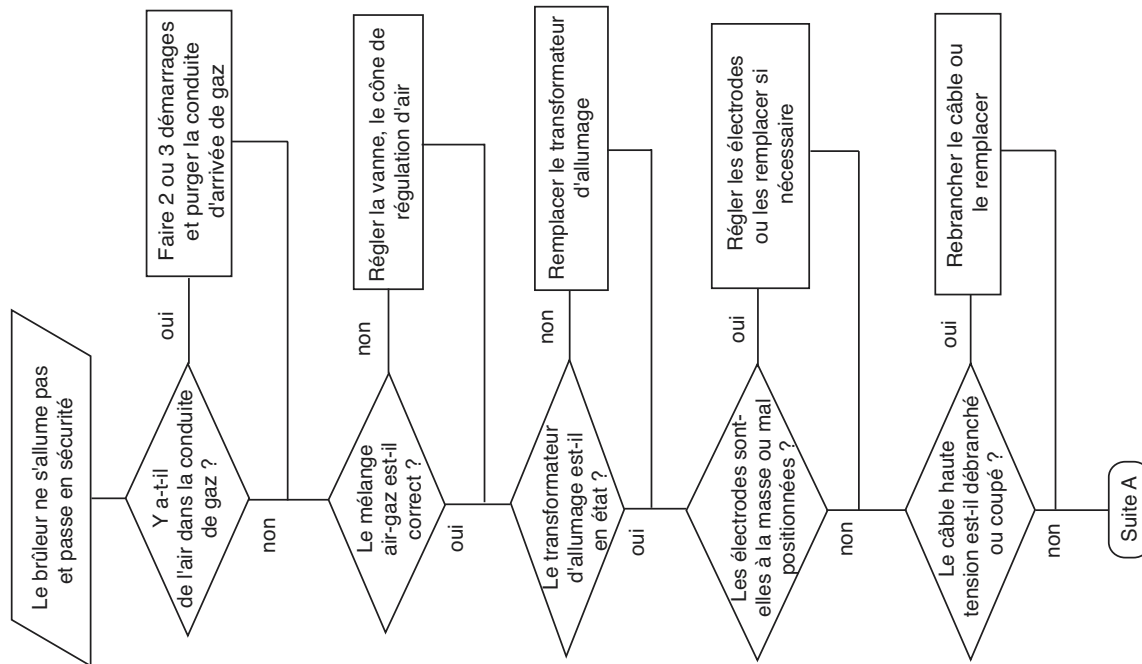 Le brûleur ne s'allume pas
et passe en sécurité
Y a-t-il
de l'air dans la conduite
de gaz ?
oui
Faire 2 ou 3 démarrages
et purger la conduite
d'arrivée de gaz
non
Le mélange
air-gaz est-il
correct ?
non
Régler la vanne, le cône de
régulation d'air
oui
Le transformateur
d'allumage est-il
en état ?
non
Remplacer le transformateur
d'allumage
oui
Les électrodes sont-
elles à la masse ou mal
positionnées ?
oui
Régler les électrodes
ou les remplacer si
nécessaire
non
Le câble haute
tension est-il débranché
ou coupé ?
oui
Rebrancher le câble ou
le remplacer
non
Suite A